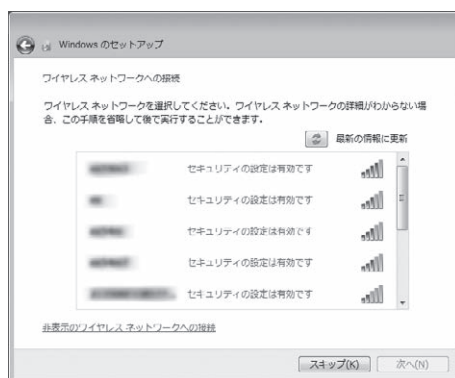 Windows のセットアップ
ワイヤレス ネットワークへの接続
ワイヤレス ネットワークを選択してください。ワイヤレス ネットワークの詳細がわからない場
合、この手順を省略して後で実行することができます。
最新の情報に更新
セキュリティの設定は有効です
セキュリティの設定は有効です
セキュリティの設定は有効です
セキュリティの設定は有効です
セキュリティの設定は有効です
非表示のワイヤレス ネットワークへの接続
スキップ(K) 次へ(N)